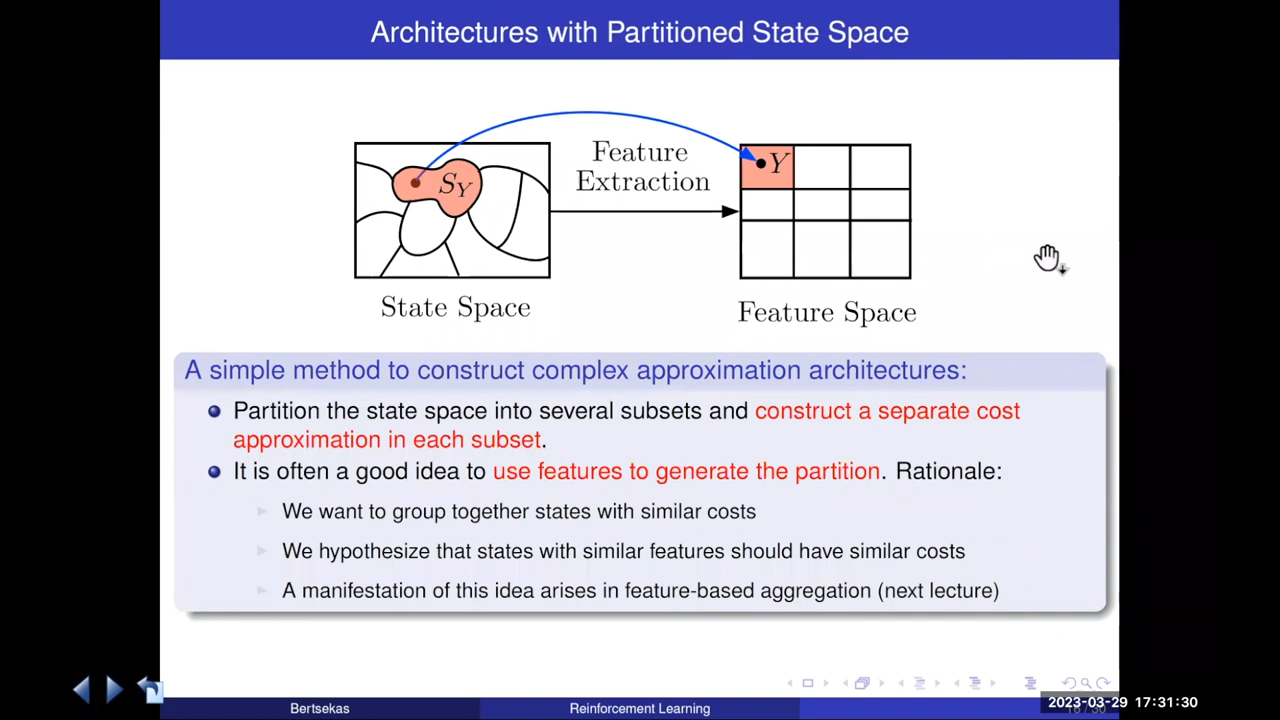 Architectures with Partitioned State Space
Feature
Extraction
S_Y
Y
State Space
Feature Space
A simple method to construct complex approximation architectures:
Partition the state space into several subsets and construct a separate cost
approximation in each subset.
It is often a good idea to use features to generate the partition. Rationale:
We want to group together states with similar costs
We hypothesize that states with similar features should have similar costs
A manifestation of this idea arises in feature-based aggregation (next lecture)
Bertsekas
Reinforcement Learning
2023-03-29 17:31:30